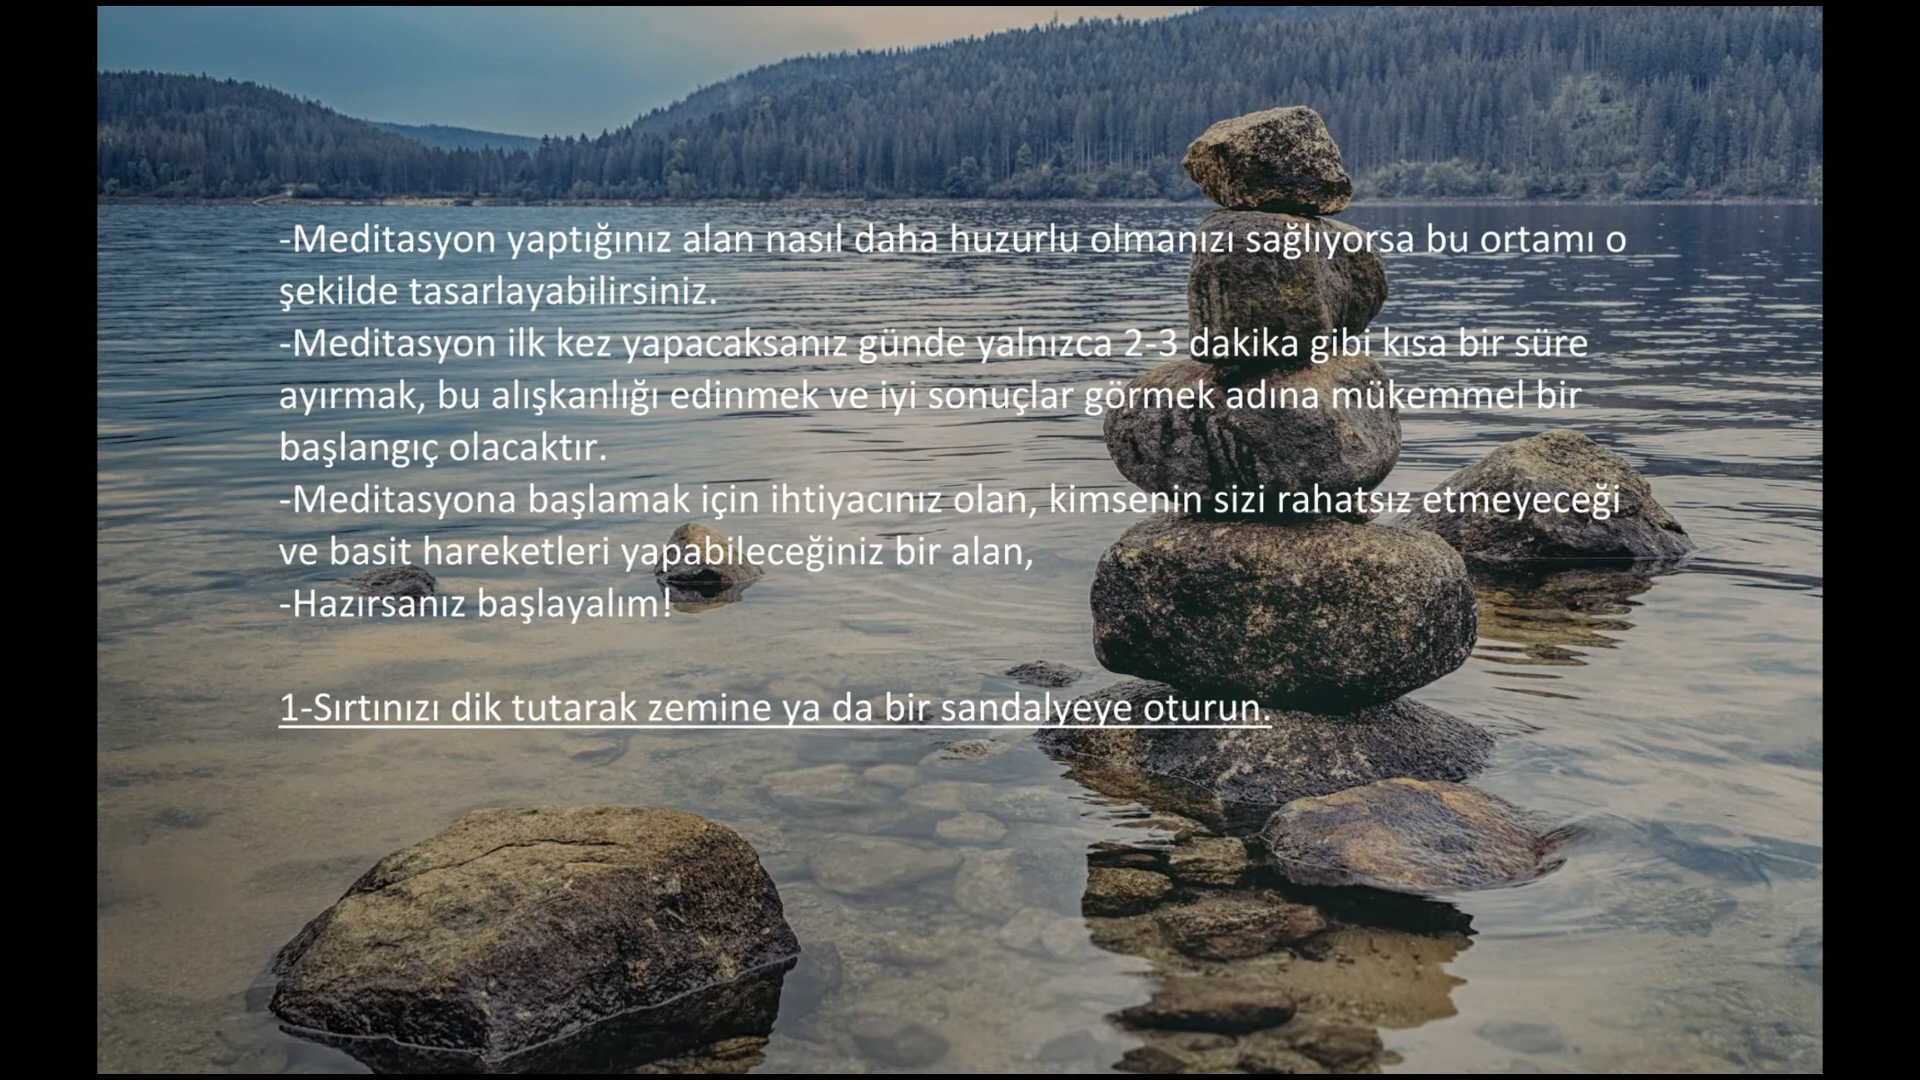 -Meditasyon yaptığınız alan nasıl daha huzurlu olmanızı sağlıyorsa bu ortamı o
şekilde tasarlayabilirsiniz.
-Meditasyon ilk kez yapacaksanız günde yalnızca 2-3 dakika gibi kısa bir süre
ayırmak, bu alışkanlığı edinmek ve iyi sonuçlar görmek adına mükemmel bir
başlangıç olacaktır.
-Meditasyona başlamak için ihtiyacınız olan, kimsenin sizi rahatsız etmeyeceği
ve basit hareketleri yapabileceğiniz bir alan,
-Hazırsanız başlayalım!
1-Sırtınızı dik tutarak zemine ya da bir sandalyeye oturun.